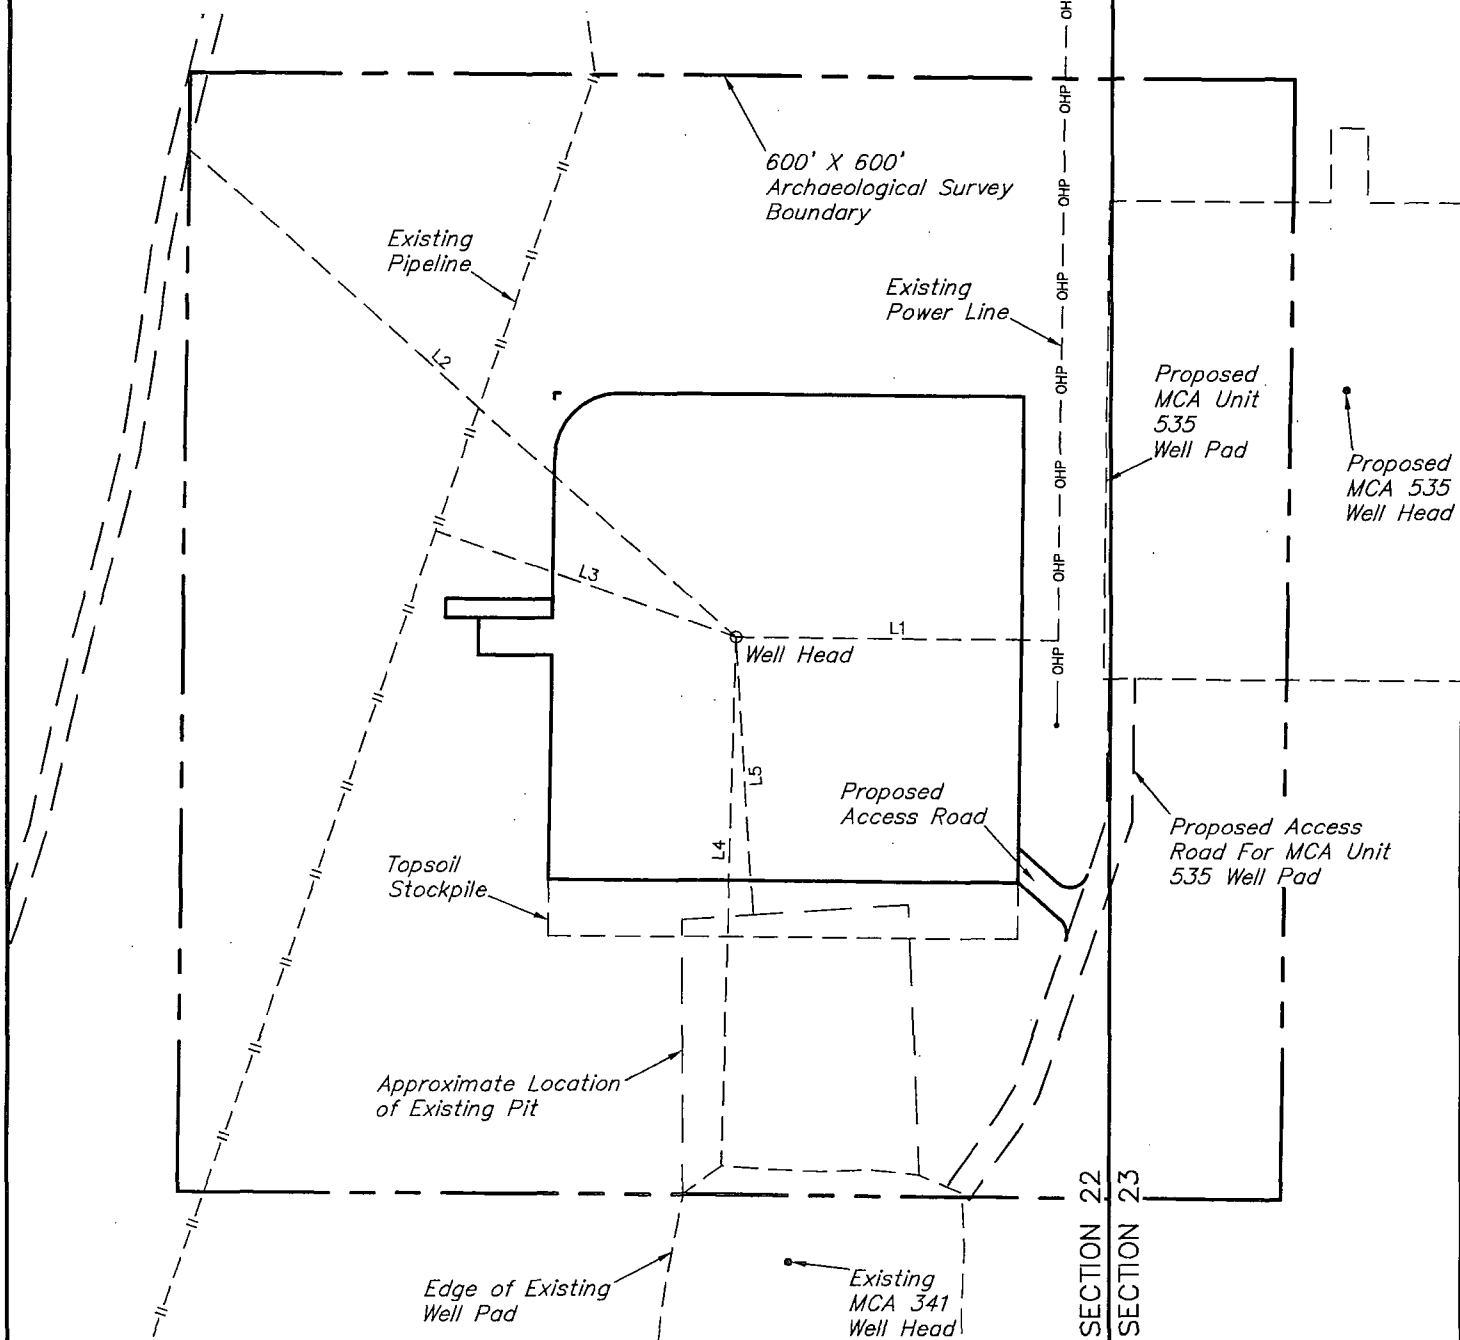 OHP
OHP
600' X 600'
Archaeological Survey
Boundary
OHP
Existing
Pipeline
OHP
Existing
Power Line
L2
OHP
Proposed
MCA Unit
535
Well Pad
Proposed
MCA 535
Well Head
OHP
OHP
L3
L1
Well Head
OHP
L5
L4
Proposed
Access Road
Proposed Access
Road For MCA Unit
535 Well Pad
Topsoil
Stockpile
Approximate Location
of Existing Pit
SECTION 22
SECTION 23
Edge of Existing
Well Pad
Existing
MCA 341
Well Head